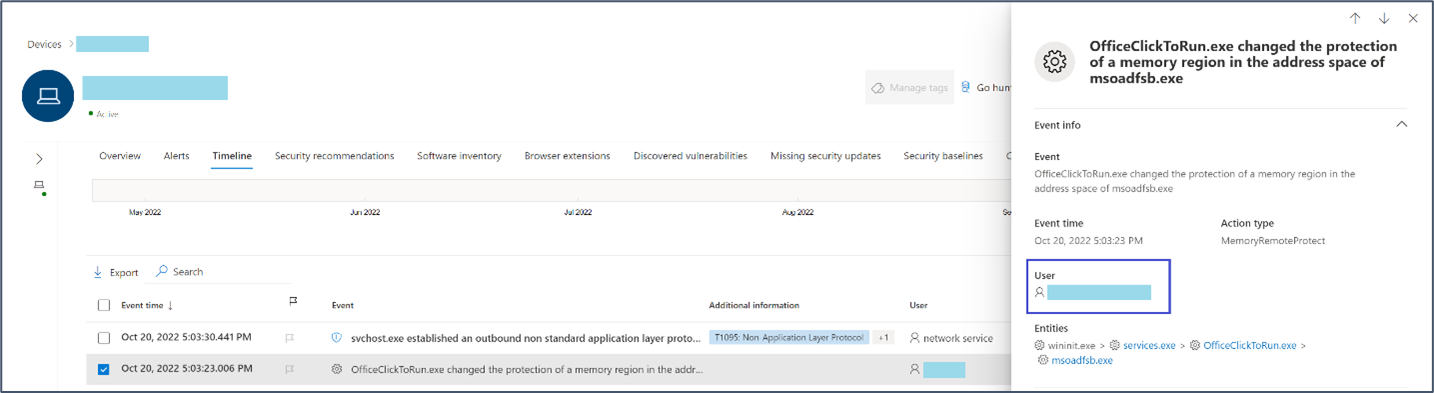 Devices >
Active
Manage tags
Go hun
Overview Alerts Timeline Security recommendations Software inventory Browser extensions Discovered vulnerabilities Missing security updates Security baselines
May 2022 Jun 2022 Jul 2022 Aug 2022 Se
Export Search
Event time ↓ Event Additional information User
Oct 20, 2022 5:03:30.441 PM svchost.exe established an outbound non standard application layer proto... T1095: Non Application Layer Protocol +1 network service
Oct 20, 2022 5:03:23.006 PM OfficeClickToRun.exe changed the protection of a memory region in the addr...
OfficeClickToRun.exe changed the protection
of a memory region in the address space of
msoadfsb.exe
Event info
Event
OfficeClickToRun.exe changed the protection of a memory region in the
address space of msoadfsb.exe
Event time Action type
Oct 20, 2022 5:03:23 PM MemoryRemoteProtect
User
Entities
wininit.exe > services.exe > OfficeClickToRun.exe >
msoadfsb.exe